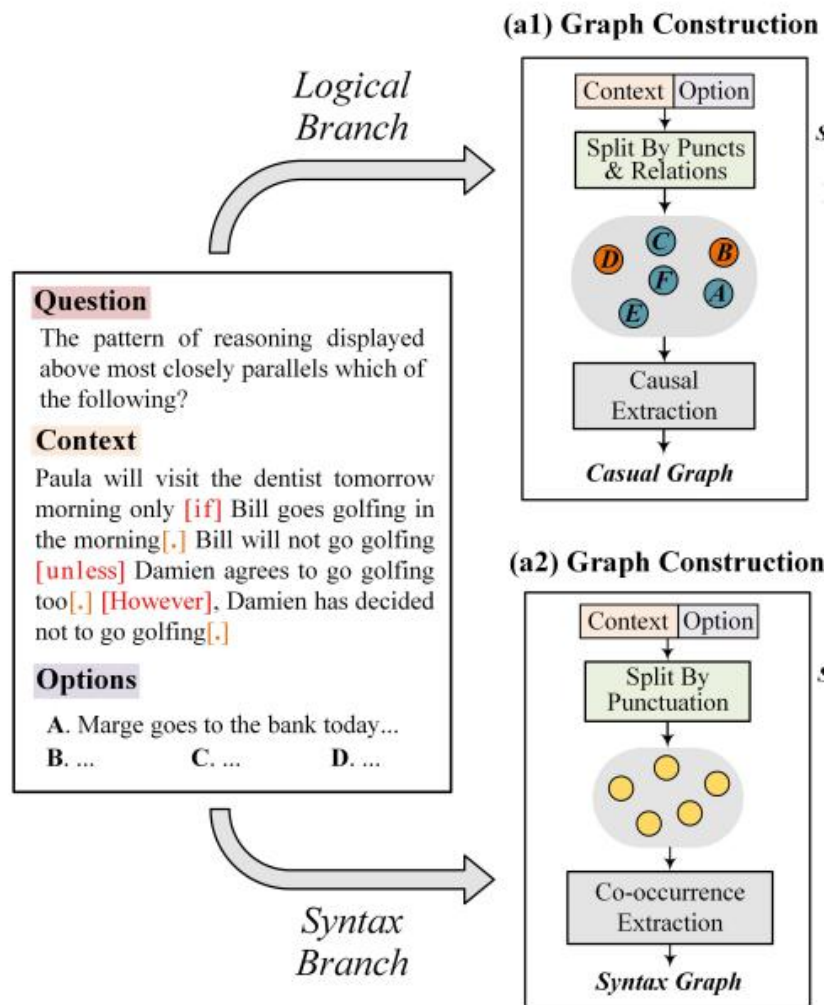 (a1) Graph Construction
Logical
Branch
Context Option
Split By Puncts
& Relations
C
D
B
F
A
E
Causal
Extraction
Casual Graph
Question
The pattern of reasoning displayed
above most closely parallels which of
the following?
Context
Paula will visit the dentist tomorrow
morning only [if] Bill goes golfing in
the morning[.] Bill will not go golfing
[unless] Damien agrees to go golfing
too[.] [However], Damien has decided
not to go golfing[.]
Options
A. Marge goes to the bank today...
B. ... C. ... D. ...
(a2) Graph Construction
Context Option
Split By
Punctuation
Co-occurrence
Extraction
Syntax Graph
Syntax
Branch